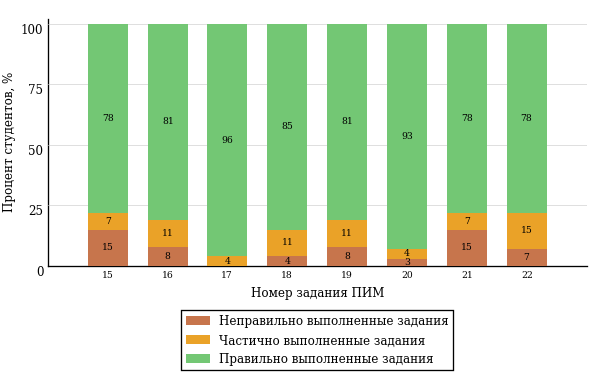 Процент студентов, %
100
75
50
25
0
78 81 96 85 81 93 78 78
7 11 4 11 11 4 7 15
15 8 4 8 3 15 7
15 16 17 18 19 20 21 22
Номер задания ПИМ
Неправильно выполненные задания
Частично выполненные задания
Правильно выполненные задания